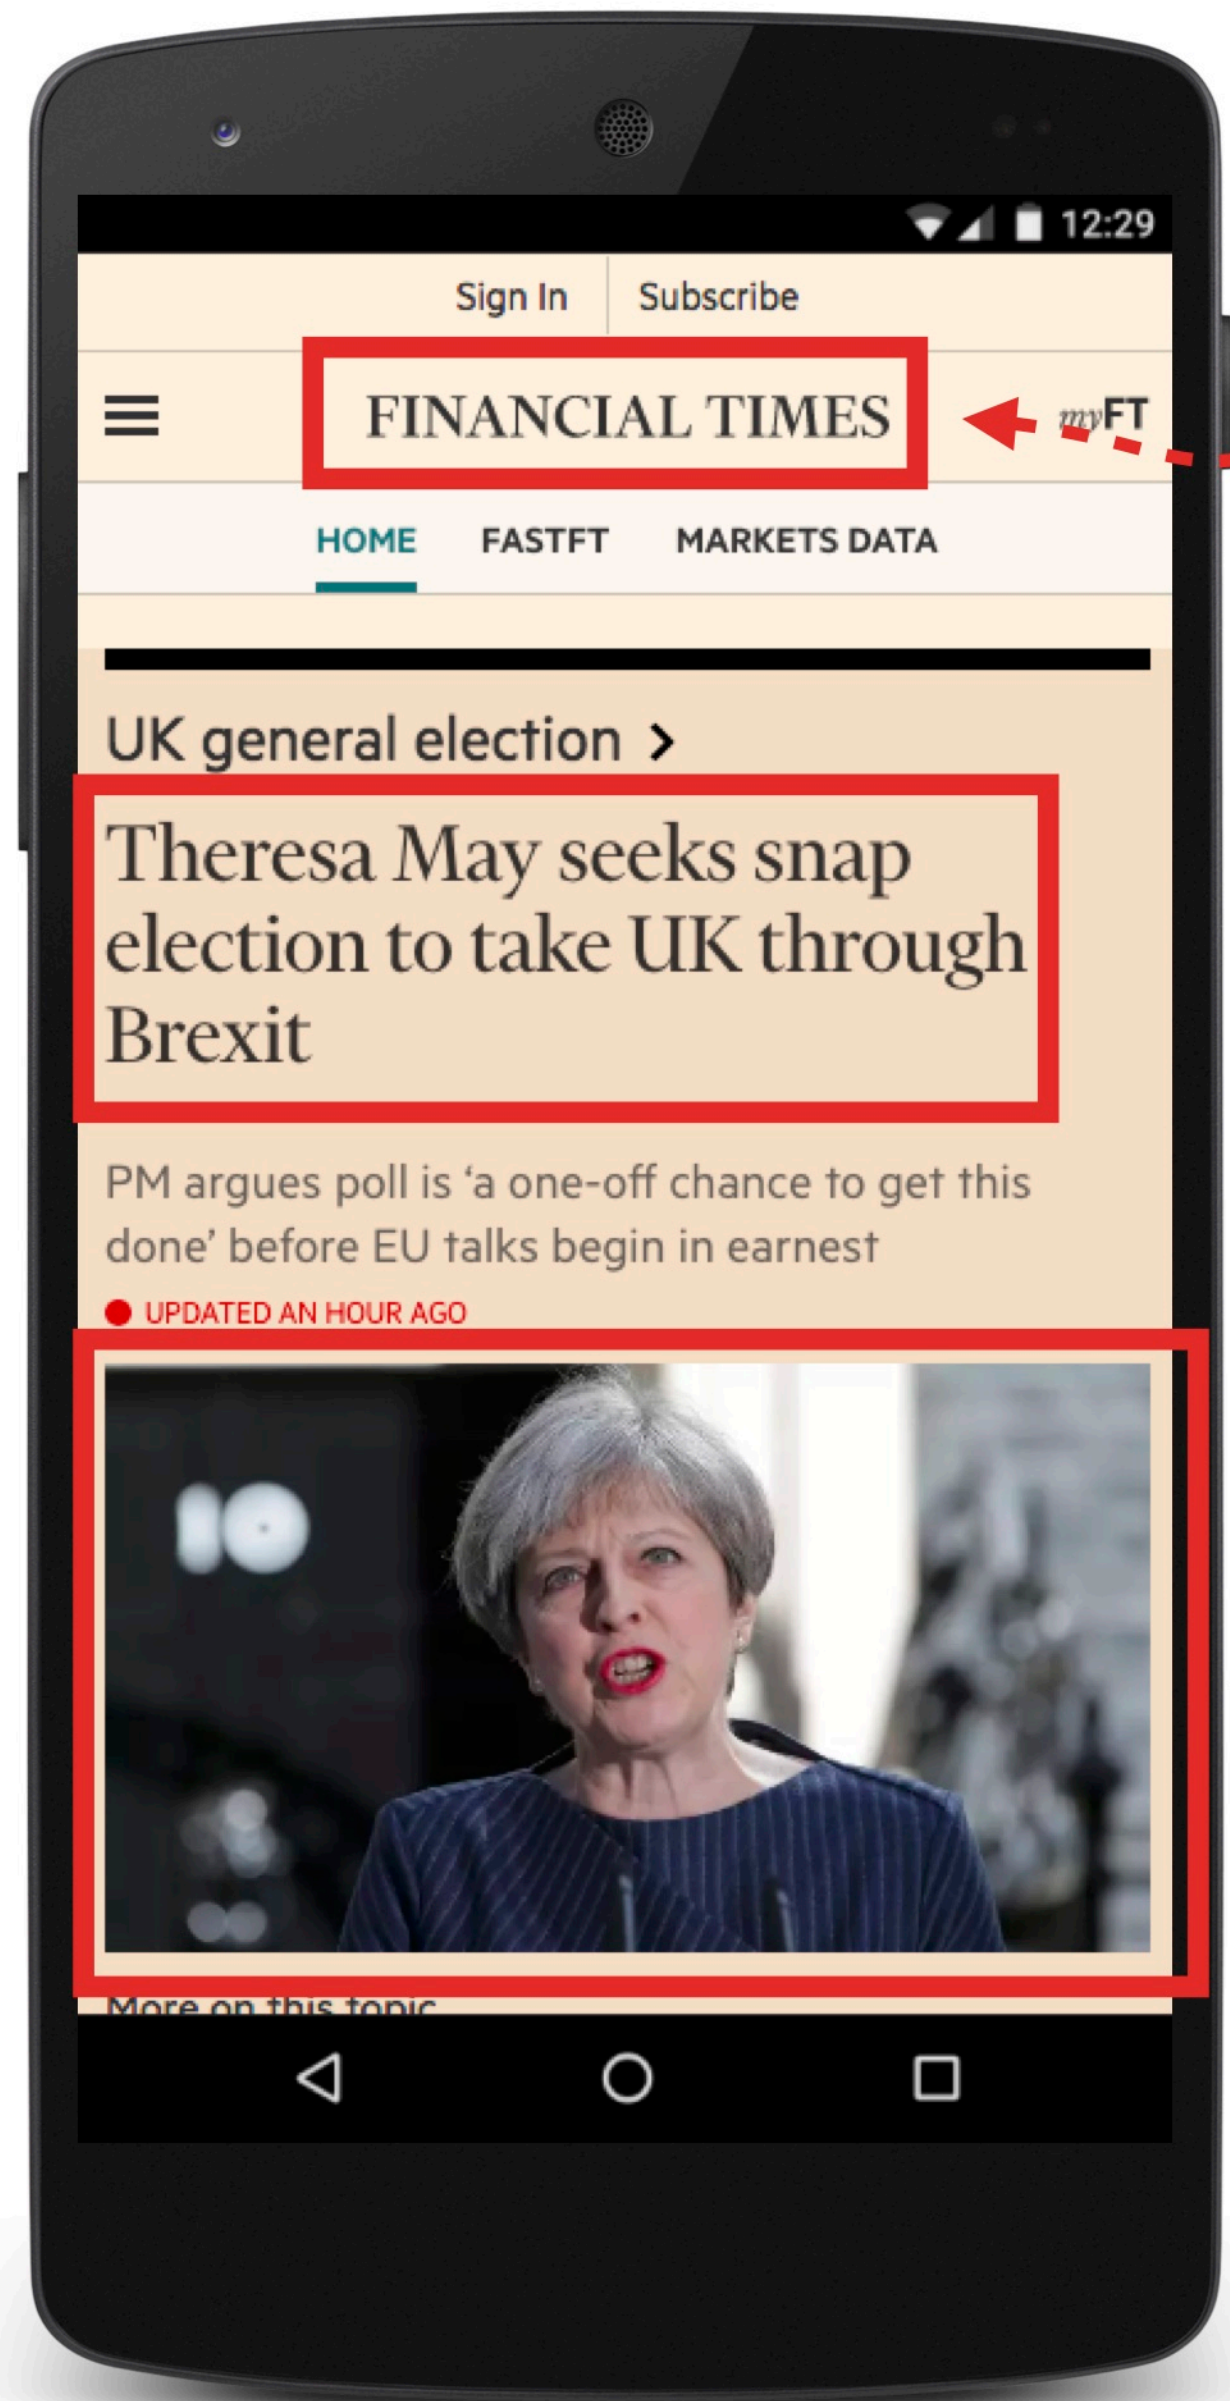 12:29
Sign In Subscribe
FINANCIAL TIMES
myFT
HOME FASTFT MARKETS DATA
UK general election >
Theresa May seeks snap
election to take UK through
Brexit
PM argues poll is ‘a one-off chance to get this
done’ before EU talks begin in earnest
UPDATED AN HOUR AGO
10
More on this topic